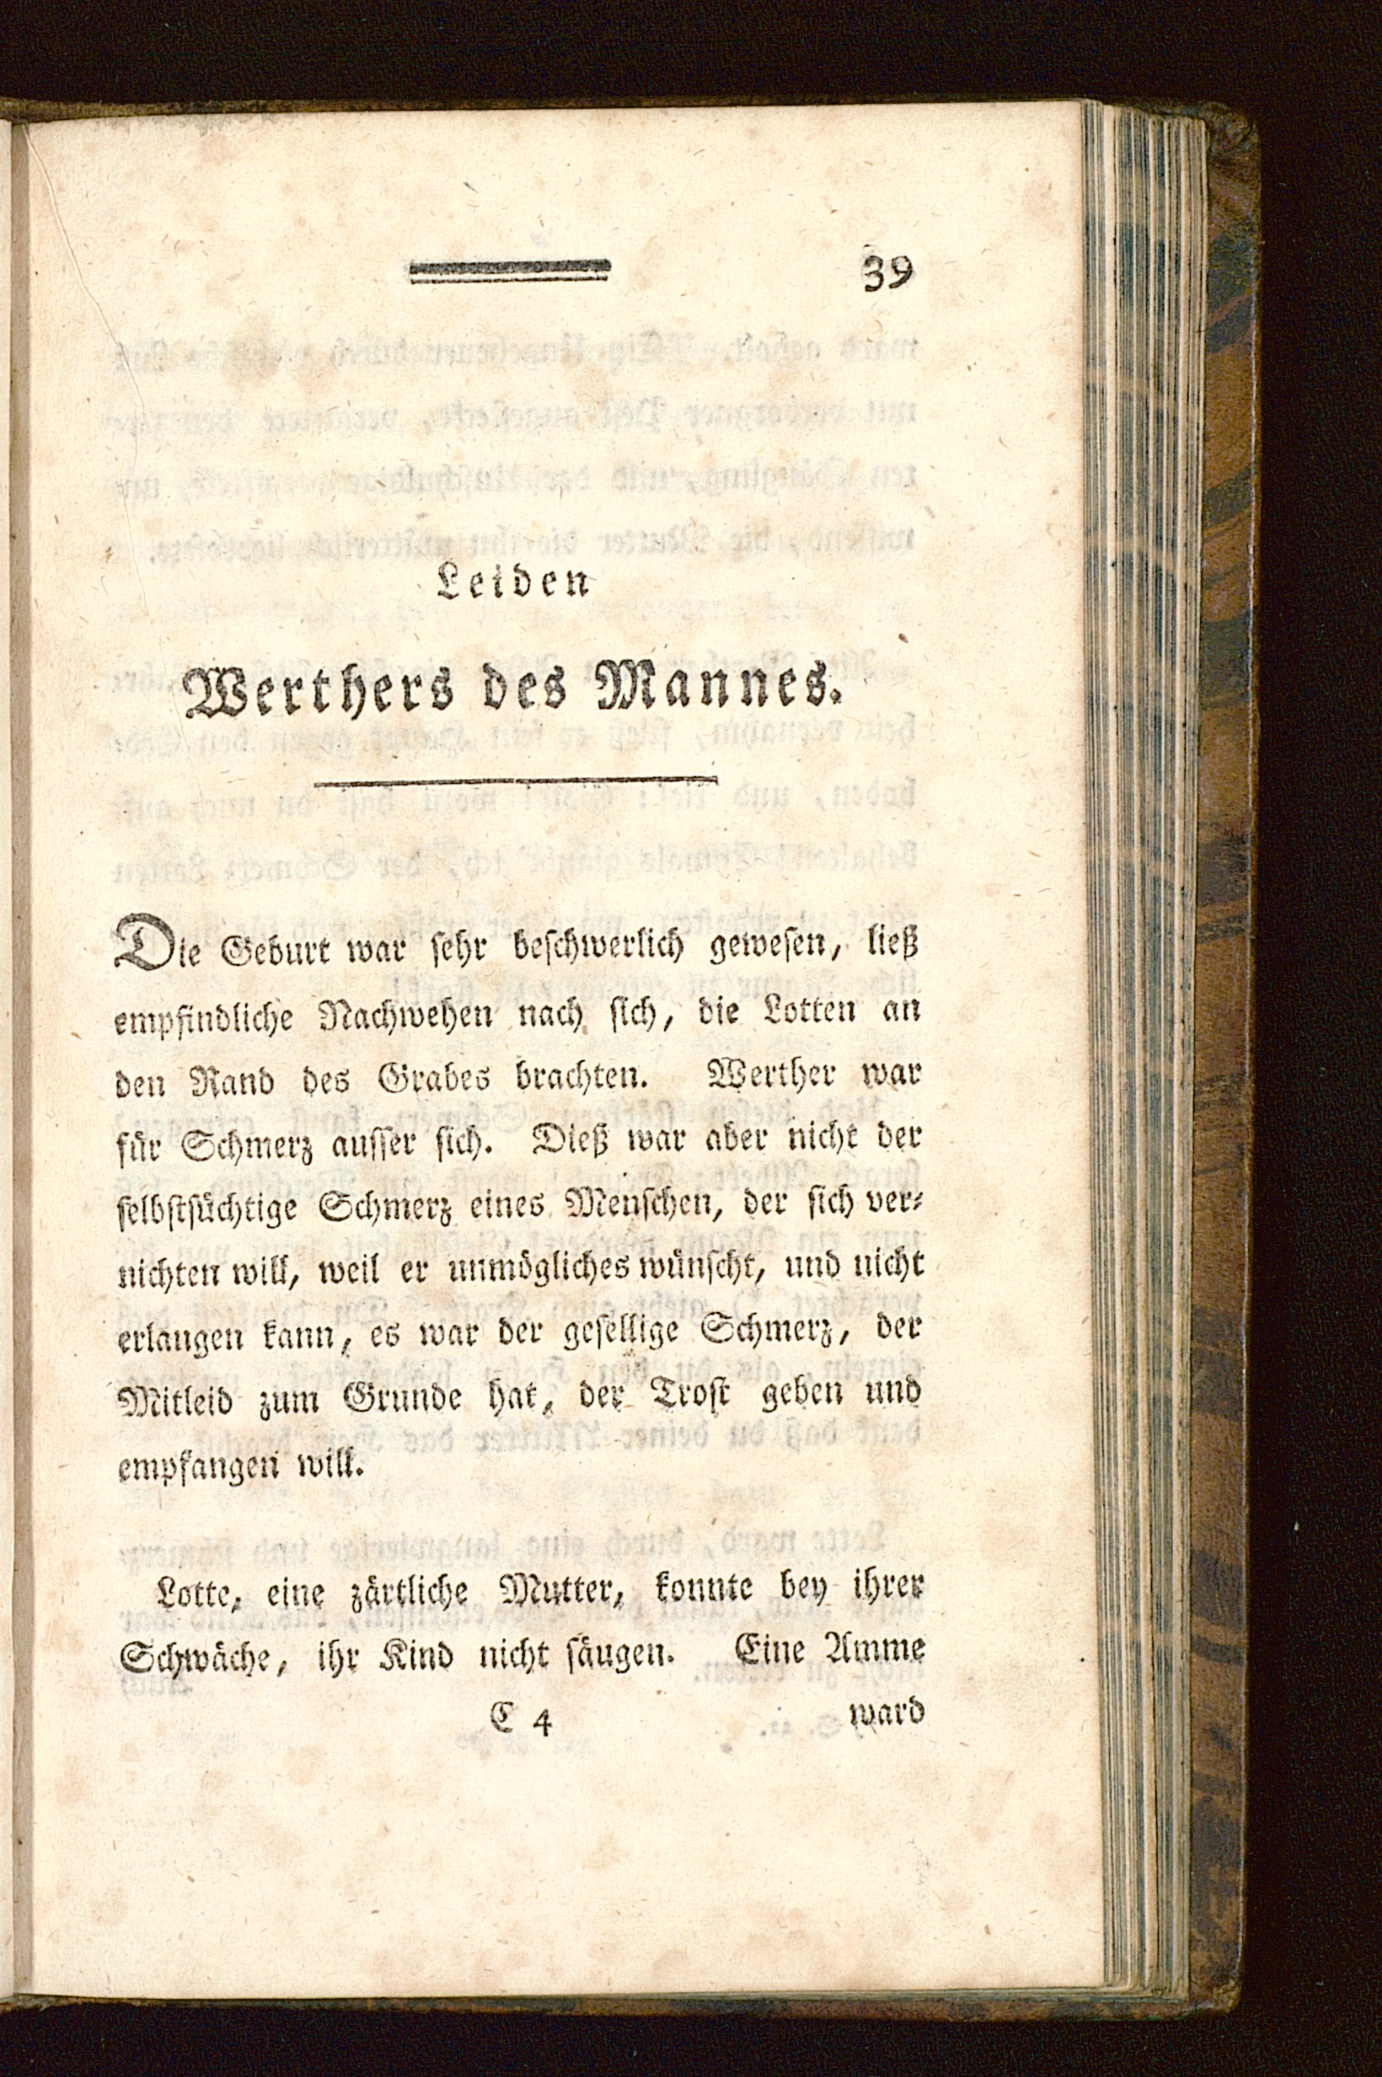 39
Leiden
Werthers des Mannes.
Die Geburt war ſehr beſchwerlich geweſen, ließ
empfindliche Nachwehen nach ſich, die Lotten an
den Rand des Grabes brachten. Werther war
für Schmerz auſſer ſich. Dieß war aber nicht der
ſelbſtſüchtige Schmerz eines Menſchen, der ſich ver⸗
nichten will, weil er unmögliches wünſcht, und nicht
erlangen kann, es war der geſellige Schmerz, der
Mitleid zum Grunde hat, der Troſt geben und
empfangen will.
Lotte, eine zärtliche Mutter, konnte bey ihrer
Schwäche, ihr Kind nicht ſäugen. Eine Amme
C 4 ward